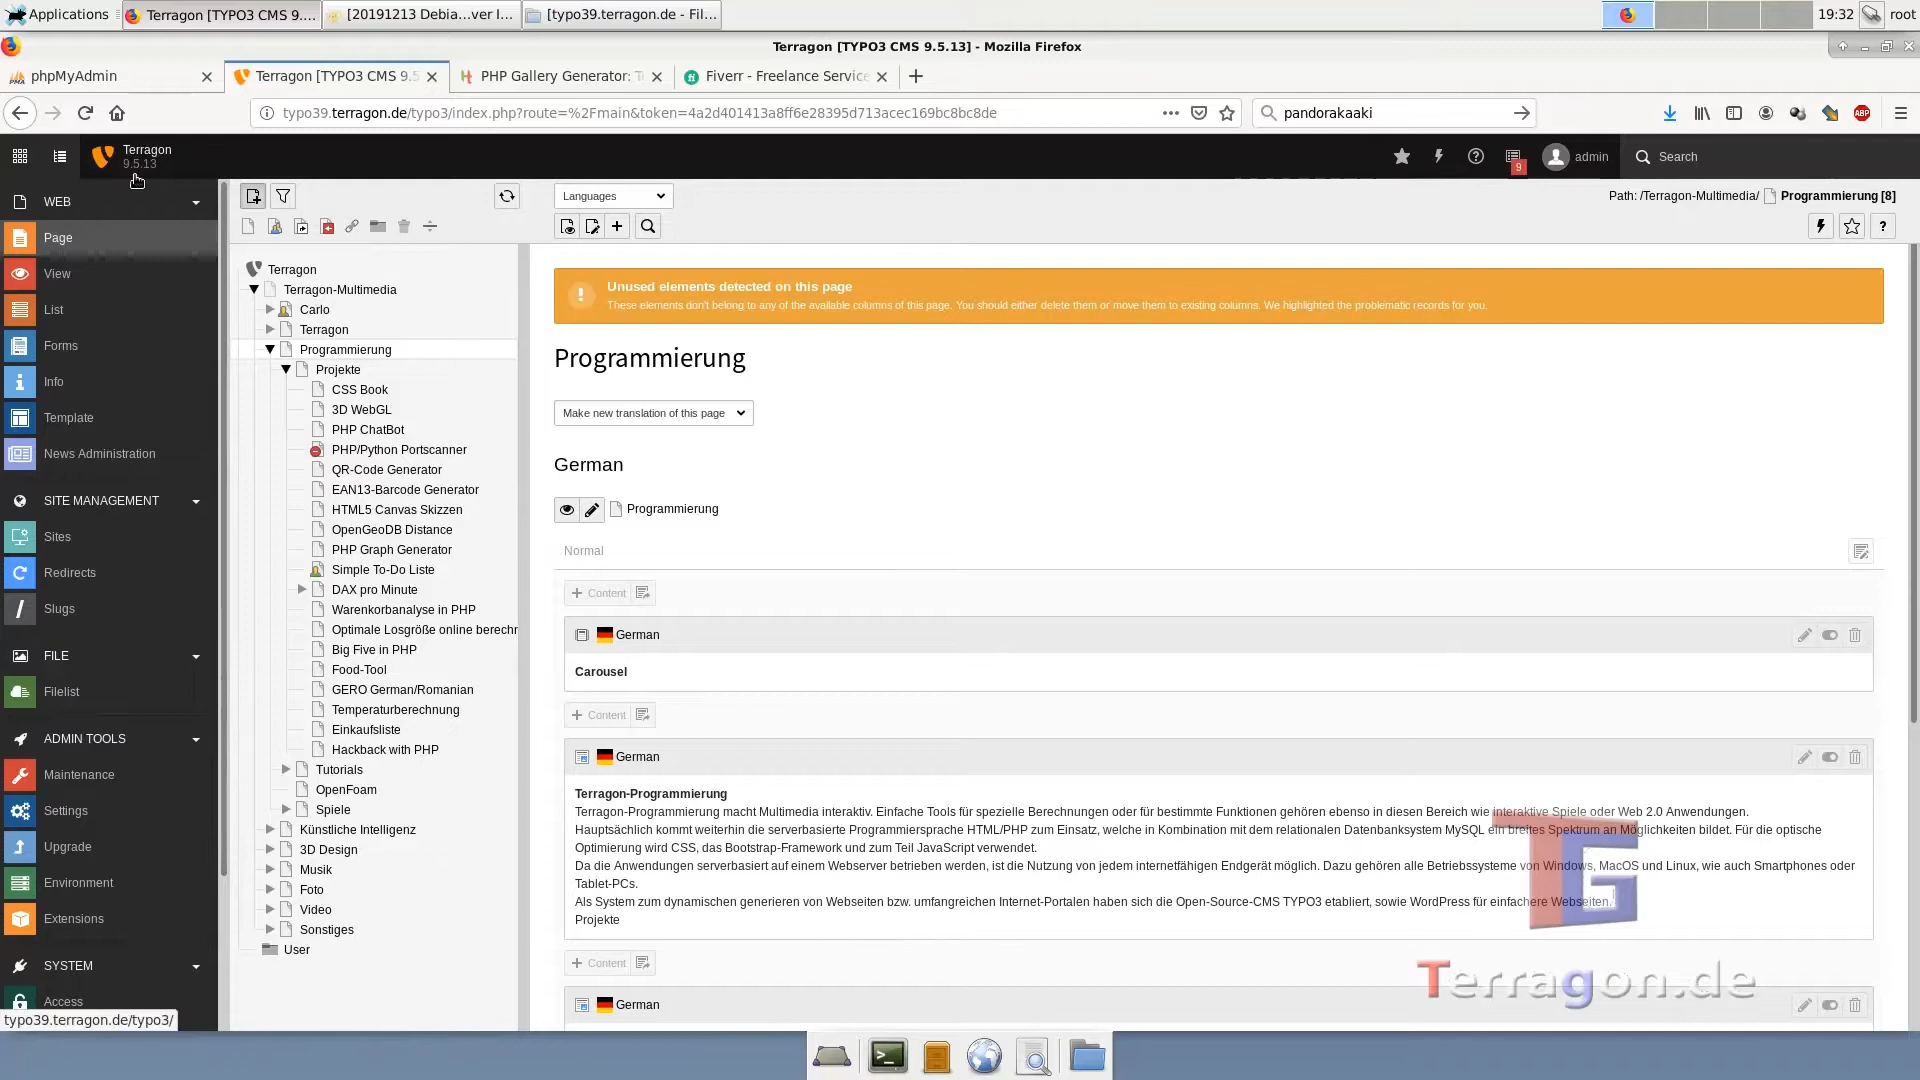 Applications
Terragon [TYPO3 CMS 9....
[20191213 Debia...ver I...
[typo39.terragon.de - Fil...
19:32
root
Terragon [TYPO3 CMS 9.5.13] - Mozilla Firefox
phpMyAdmin
Terragon [TYPO3 CMS 9.5
PHP Gallery Generator: T
Fiverr - Freelance Service
typo39.terragon.de/typo3/index.php?route=%2Fmain&token=4a2d401413a8ff6e28395d713acec169bc8bc8de
pandorakaaki
ABP
Terragon
9.5.13
9
admin
Search
WEB
Page
View
List
Forms
Info
Template
News Administration
SITE MANAGEMENT
Sites
Redirects
Slugs
FILE
Filelist
ADMIN TOOLS
Maintenance
Settings
Upgrade
Environment
Extensions
SYSTEM
Access
typo39.terragon.de/typo3/
Terragon
Terragon-Multimedia
Carlo
Terragon
Programmierung
Projekte
CSS Book
3D WebGL
PHP ChatBot
PHP/Python Portscanner
QR-Code Generator
EAN13-Barcode Generator
HTML5 Canvas Skizzen
OpenGeoDB Distance
PHP Graph Generator
Simple To-Do Liste
DAX pro Minute
Warenkorbanalyse in PHP
Optimale Losgröße online berechn
Big Five in PHP
Food-Tool
GERO German/Romanian
Temperaturberechnung
Einkaufsliste
Hackback with PHP
Tutorials
OpenFoam
Spiele
Künstliche Intelligenz
3D Design
Musik
Foto
Video
Sonstiges
User
Languages
Path: /Terragon-Multimedia/ Programmierung [8]
Unused elements detected on this page
These elements don't belong to any of the available columns of this page. You should either delete them or move them to existing columns. We highlighted the problematic records for you.
Programmierung
Make new translation of this page
German
Programmierung
Normal
+ Content
German
Carousel
+ Content
German
Terragon-Programmierung
Terragon-Programmierung macht Multimedia interaktiv. Einfache Tools für spezielle Berechnungen oder für bestimmte Funktionen gehören ebenso in diesen Bereich wie interaktive Spiele oder Web 2.0 Anwendungen.
Hauptsächlich kommt weiterhin die serverbasierte Programmiersprache HTML/PHP zum Einsatz, welche in Kombination mit dem relationalen Datenbanksystem MySQL ein breites Spektrum an Möglichkeiten bildet. Für die optische
Optimierung wird CSS, das Bootstrap-Framework und zum Teil JavaScript verwendet.
Da die Anwendungen serverbasiert auf einem Webserver betrieben werden, ist die Nutzung von jedem internetfähigen Endgerät möglich. Dazu gehören alle Betriebssysteme von Windows, MacOS und Linux, wie auch Smartphones oder
Tablet-PCs.
Als System zum dynamischen generieren von Webseiten bzw. umfangreichen Internet-Portalen haben sich die Open-Source-CMS TYPO3 etabliert, sowie WordPress für einfachere Webseiten.
Projekte
+ Content
German
TG
Terragon.de